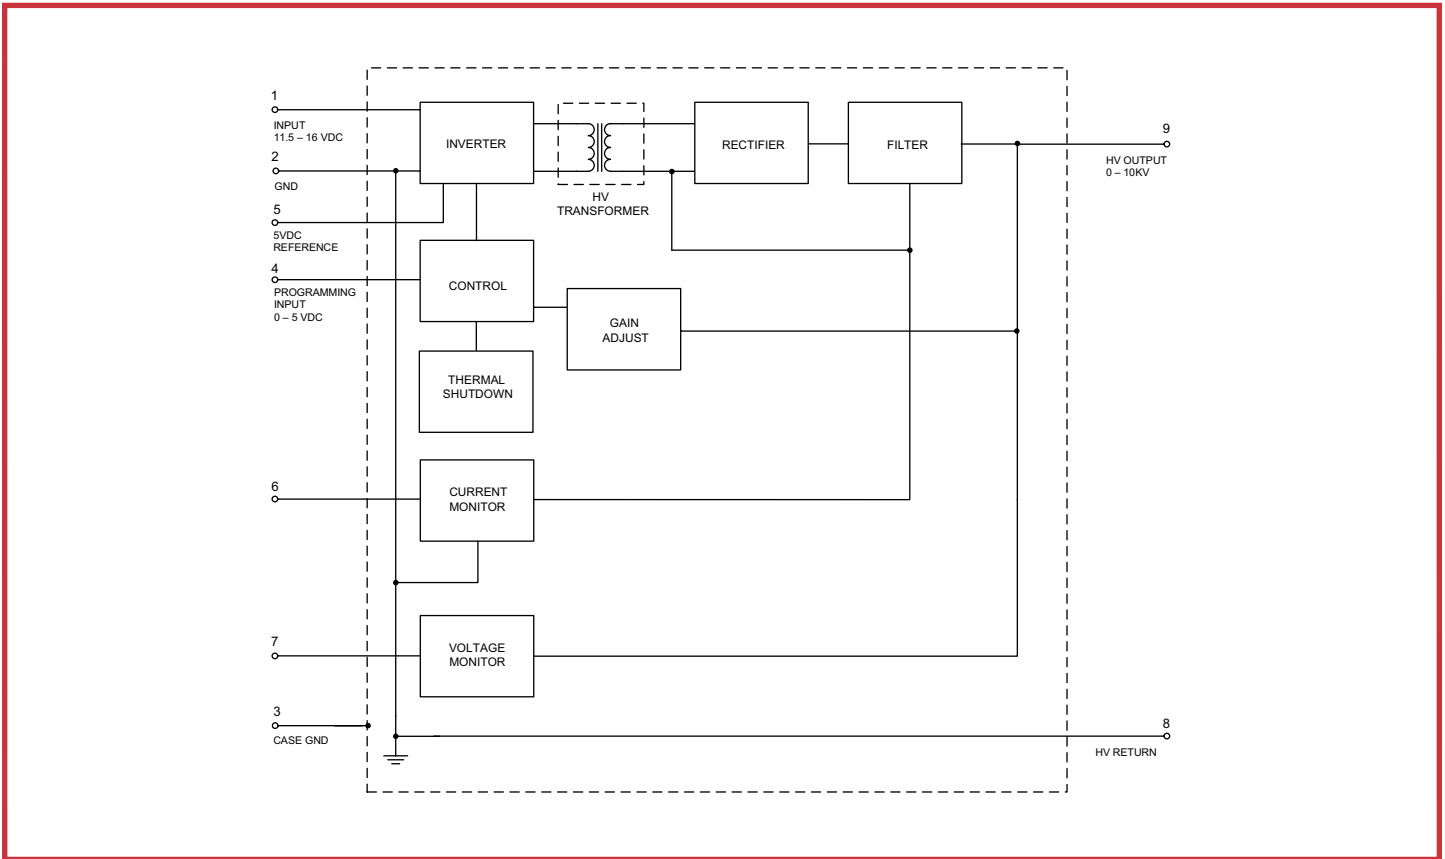 1
INPUT
11.5 – 16 VDC
2
GND
5
5VDC
REFERENCE
4
PROGRAMMING
INPUT
0 – 5 VDC
INVERTER
HV
TRANSFORMER
RECTIFIER
FILTER
9
HV OUTPUT
0 – 10KV
CONTROL
GAIN
ADJUST
THERMAL
SHUTDOWN
6
CURRENT
MONITOR
7
VOLTAGE
MONITOR
3
CASE GND
8
HV RETURN